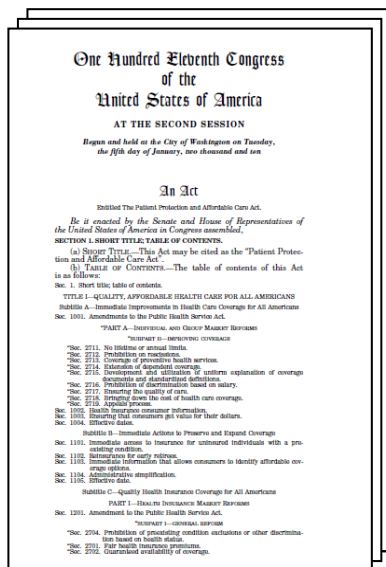 One Hundred Eleventh Congress
of the
United States of America
AT THE SECOND SESSION
Begun and held at the City of Washington on Tuesday,
the fifth day of January, two thousand and ten
An Act
Entitled The Patient Protection and Affordable Care Act.
Be it enacted by the Senate and House of Representatives of
the United States of America in Congress assembled,
SECTION 1. SHORT TITLE; TABLE OF CONTENTS.
(a) SHORT TITLE.—This Act may be cited as the “Patient Protec-
tion and Affordable Care Act”.
(b) TABLE OF CONTENTS.—The table of contents of this Act
is as follows:
Sec. 1. Short title; table of contents.
TITLE I—QUALITY, AFFORDABLE HEALTH CARE FOR ALL AMERICANS
Subtitle A—Immediate Improvements in Health Care Coverage for All Americans
Sec. 1001. Amendments to the Public Health Service Act.
“PART A—INDIVIDUAL AND GROUP MARKET REFORMS
“SUBPART II—IMPROVING COVERAGE
“Sec. 2711. No lifetime or annual limits.
“Sec. 2712. Prohibition on rescissions.
“Sec. 2713. Coverage of preventive health services.
“Sec. 2714. Extension of dependent coverage.
“Sec. 2715. Development and utilization of uniform explanation of coverage
documents and standardized definitions.
“Sec. 2716. Prohibition of discrimination based on salary.
“Sec. 2717. Ensuring the quality of care.
“Sec. 2718. Bringing down the cost of health care coverage.
“Sec. 2719. Appeals process.
Sec. 1002. Health insurance consumer information.
Sec. 1003. Ensuring that consumers get value for their dollars.
Sec. 1004. Effective dates.
Subtitle B—Immediate Actions to Preserve and Expand Coverage
Sec. 1101. Immediate access to insurance for uninsured individuals with a pre-
existing condition.
Sec. 1102. Reinsurance for early retirees.
Sec. 1103. Immediate information that allows consumers to identify affordable cov-
erage options.
Sec. 1104. Administrative simplification.
Sec. 1105. Effective date.
Subtitle C—Quality Health Insurance Coverage for All Americans
PART I—HEALTH INSURANCE MARKET REFORMS
Sec. 1201. Amendment to the Public Health Service Act.
“SUBPART I—GENERAL REFORM
“Sec. 2704. Prohibition of preexisting condition exclusions or other discrimina-
tion based on health status.
“Sec. 2701. Fair health insurance premiums.
“Sec. 2702. Guaranteed availability of coverage.